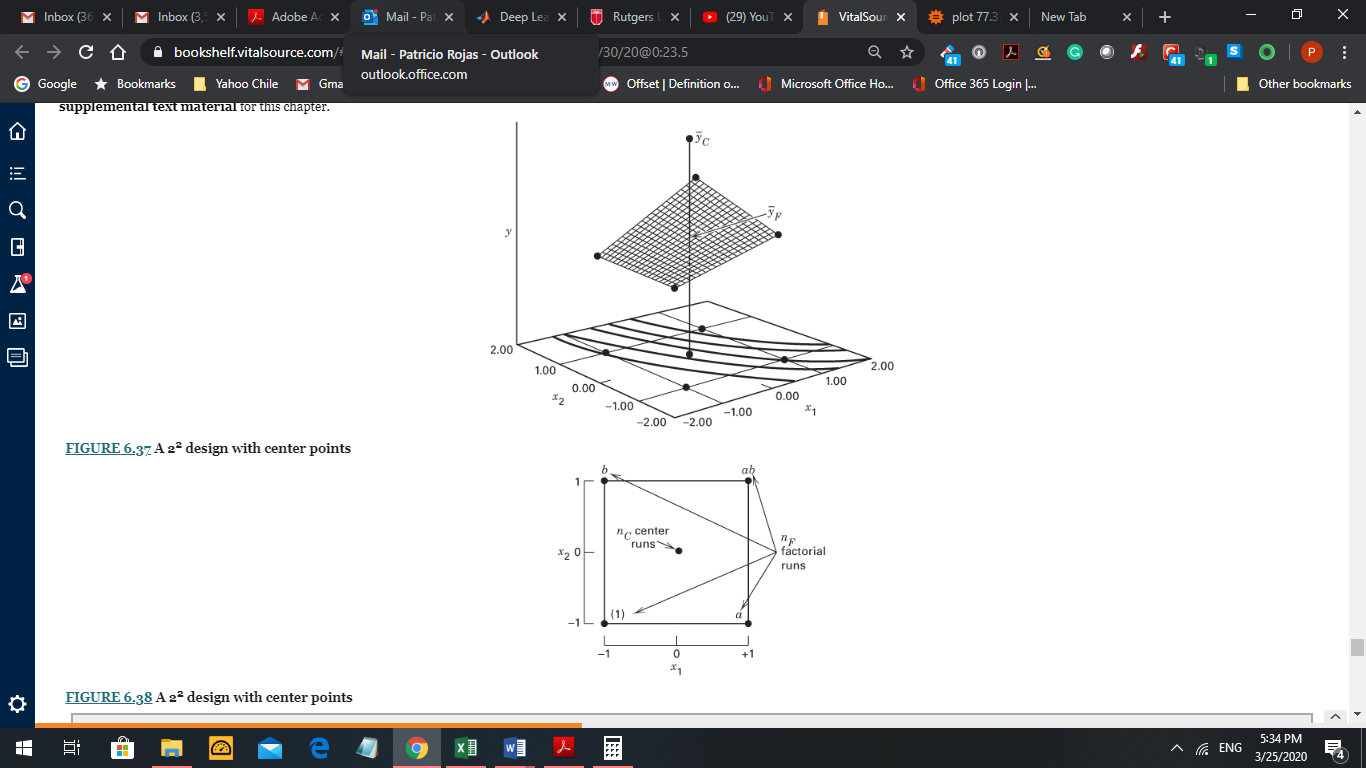 Inbox (36
Inbox (3,
Adobe A
Mail - Pat
Deep Lea
Rutgers
(29) YouT
VitalSour
plot 77.3
New Tab
bookshelf.vitalsource.com/#
/30/20@0:23.5
41
P
Mail - Patricio Rojas - Outlook
outlook.office.com
Google
Bookmarks
Yahoo Chile
Gma
Offset | Definition o...
Microsoft Office Ho...
Office 365 Login |...
41
1
Other bookmarks
supplemental text material for this chapter.
ȳC
ȳF
y
2.00
1.00
0.00
−1.00
−2.00
x2
−2.00
−1.00
0.00
1.00
2.00
x1
FIGURE 6.37 A 2² design with center points
b
ab
1
nC center
runs
x2 0
nF
factorial
runs
(1)
a
−1
−1
0
+1
x1
FIGURE 6.38 A 2² design with center points
ENG
5:34 PM
3/25/2020
4